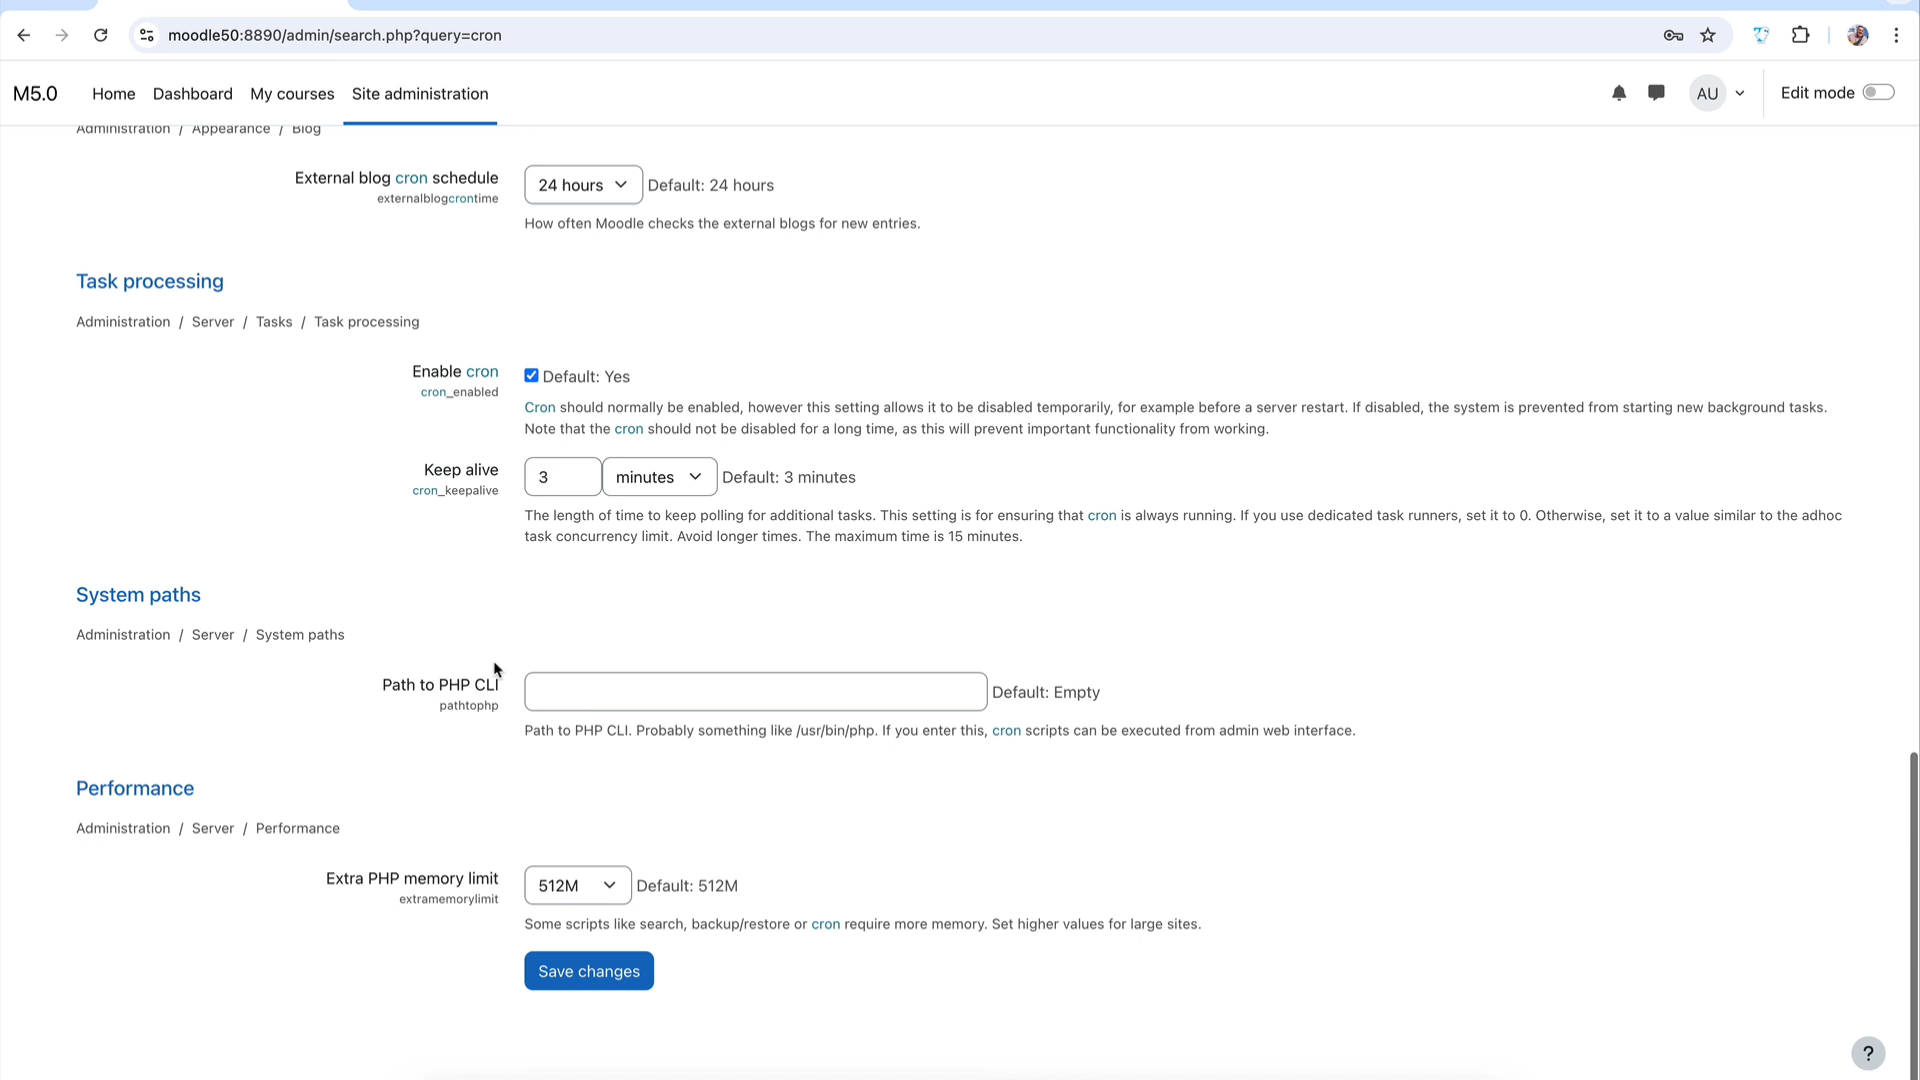 moodle50:8890/admin/search.php?query=cron
M5.0 Home Dashboard My courses Site administration AU Edit mode
Administration / Appearance / Blog
External blog cron schedule 24 hours Default: 24 hours
externalblogcrontime
How often Moodle checks the external blogs for new entries.
Task processing
Administration / Server / Tasks / Task processing
Enable cron Default: Yes
cron_enabled
Cron should normally be enabled, however this setting allows it to be disabled temporarily, for example before a server restart. If disabled, the system is prevented from starting new background tasks.
Note that the cron should not be disabled for a long time, as this will prevent important functionality from working.
Keep alive 3 minutes Default: 3 minutes
cron_keepalive
The length of time to keep polling for additional tasks. This setting is for ensuring that cron is always running. If you use dedicated task runners, set it to 0. Otherwise, set it to a value similar to the adhoc
task concurrency limit. Avoid longer times. The maximum time is 15 minutes.
System paths
Administration / Server / System paths
Path to PHP CLI Default: Empty
pathtophp
Path to PHP CLI. Probably something like /usr/bin/php. If you enter this, cron scripts can be executed from admin web interface.
Performance
Administration / Server / Performance
Extra PHP memory limit 512M Default: 512M
extramemorylimit
Some scripts like search, backup/restore or cron require more memory. Set higher values for large sites.
Save changes
?